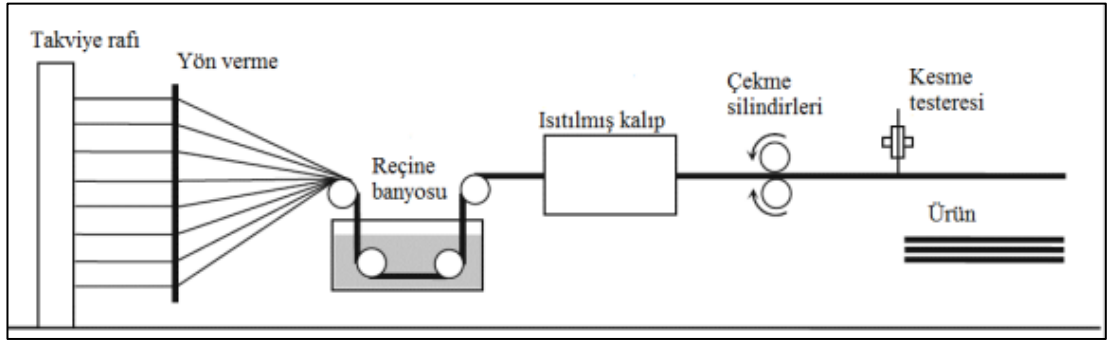 Takviye rafı
Yön verme
Reçine
banyosu
Isıtılmış kalıp
Çekme
silindirleri
Kesme
testeresi
Ürün